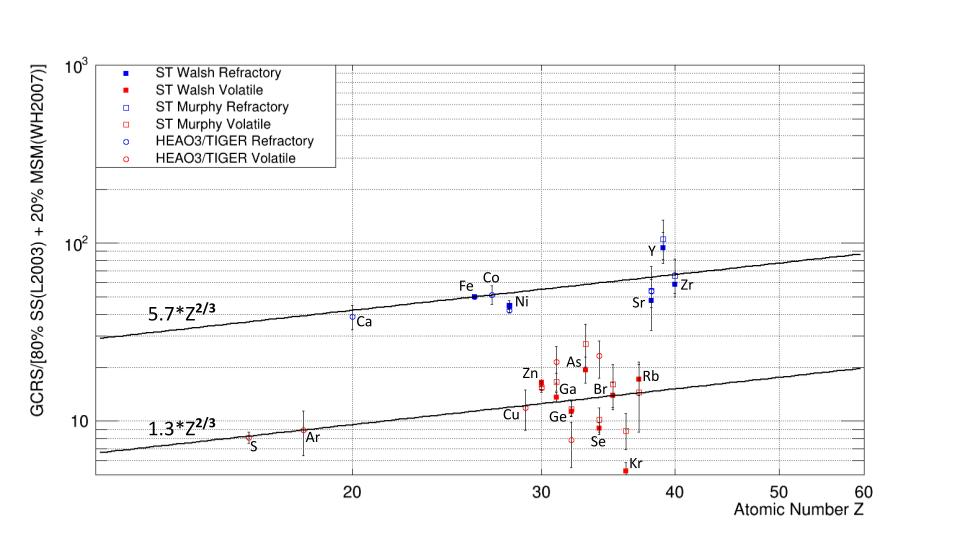 GCRS/[80% SS(L2003) + 20% MSM(WH2007)]
10³
10²
10
ST Walsh Refractory
ST Walsh Volatile
ST Murphy Refractory
ST Murphy Volatile
HEAO3/TIGER Refractory
HEAO3/TIGER Volatile
Y
Fe
Co
Ni
Zr
Sr
5.7*Z^2/3
Ca
As
Zn
Rb
Ga
Br
Cu
Ge
1.3*Z^2/3
Ar
S
Se
Kr
20
30
40
50
60
Atomic Number Z